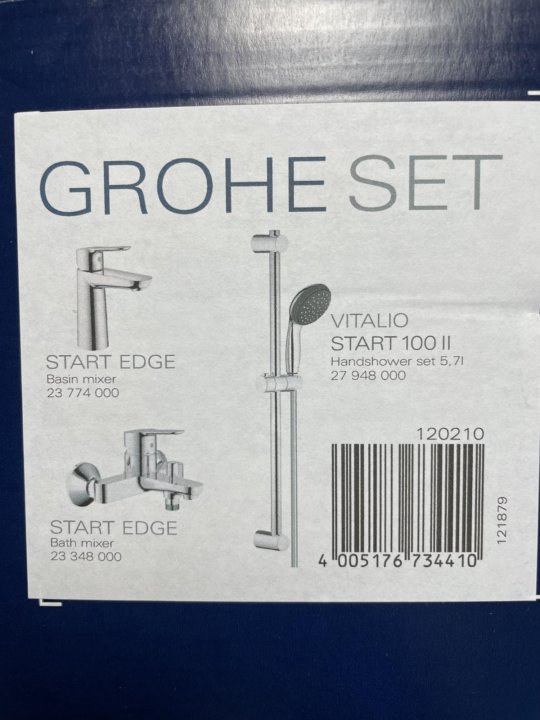 GROHE SET
START EDGE
Basin mixer
23 774 000
VITALIO
START 100 II
Handshower set 5,7l
27 948 000
START EDGE
Bath mixer
23 348 000
120210
121879
4 005176 734410